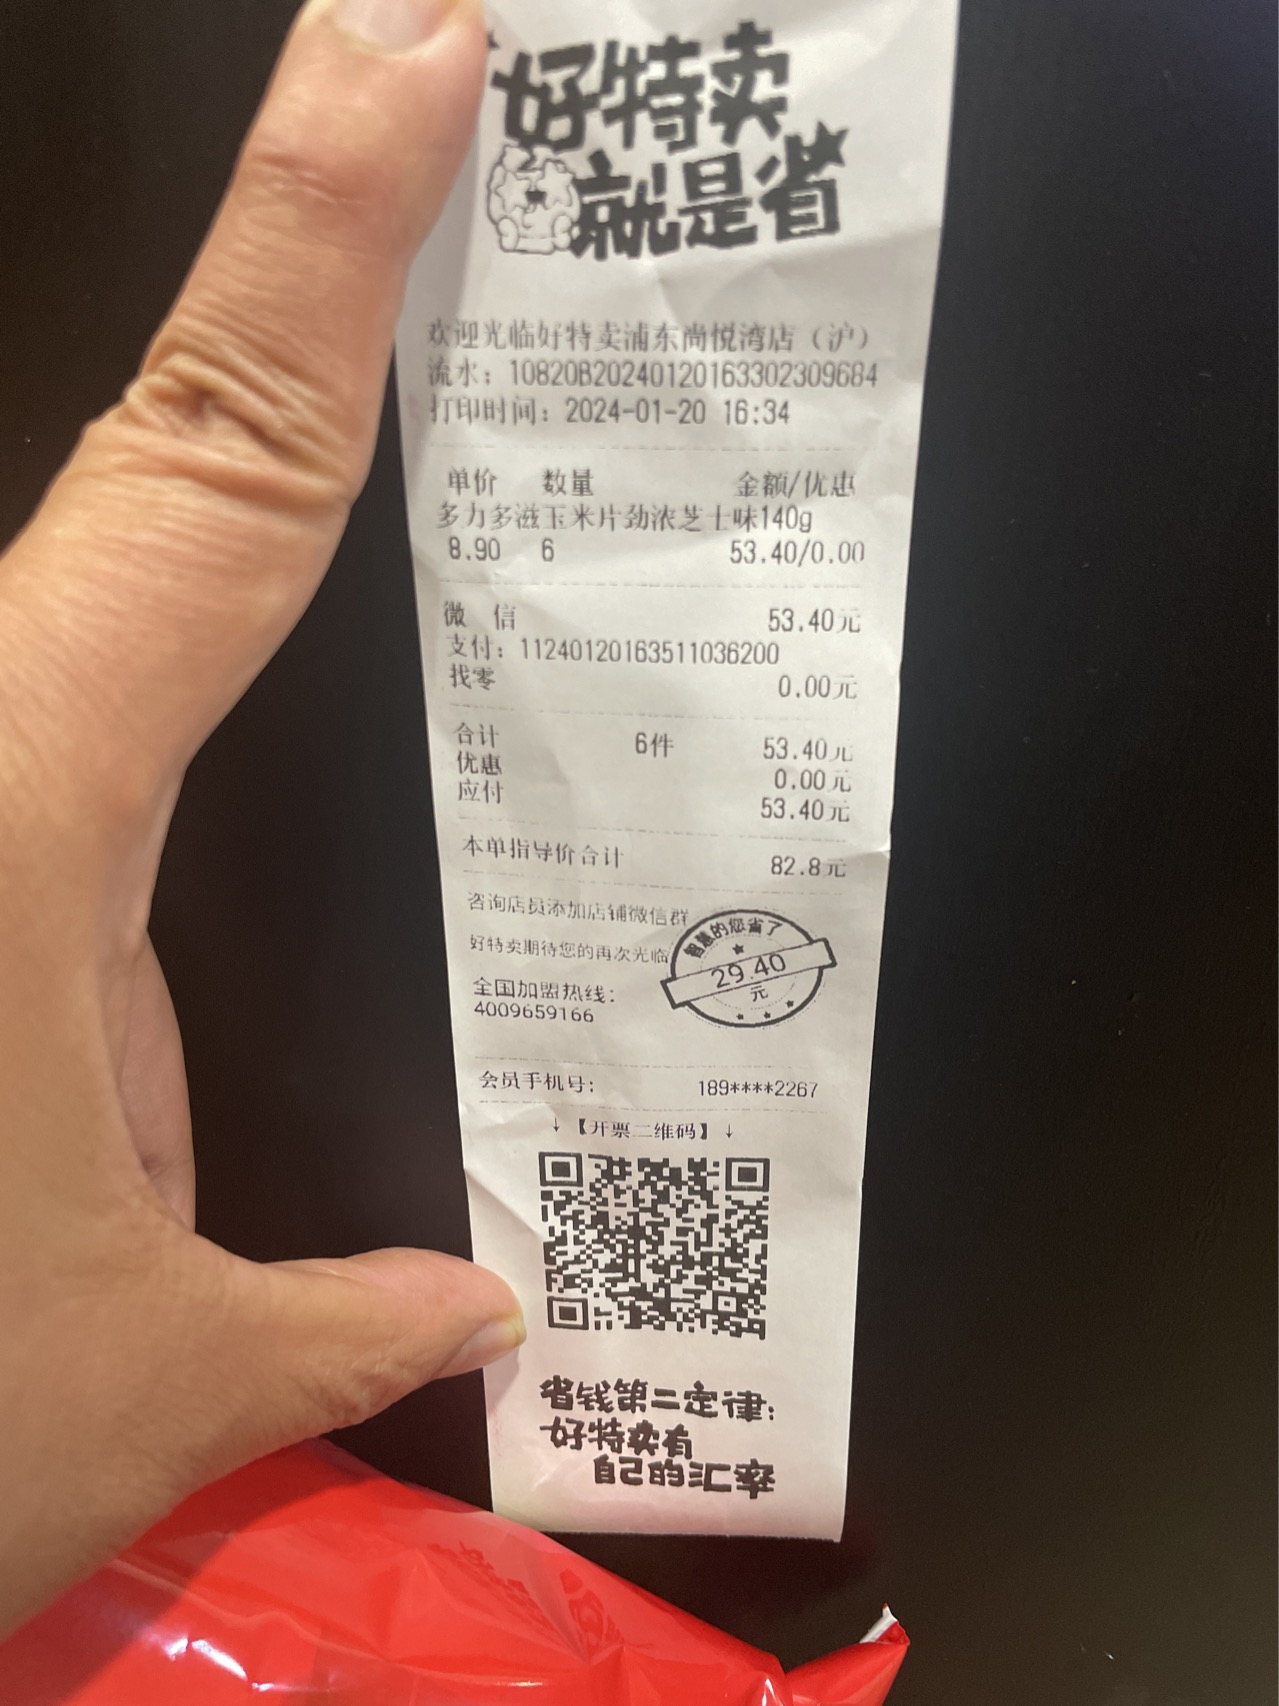 好特卖
就是省
欢迎光临好特卖浦东尚悦湾店（沪）
流水：10820B20240120163302309684
打印时间：2024-01-20 16:34
单价 数量 金额/优惠
多力多滋玉米片劲浓芝士味140g
8.90 6 53.40/0.00
微 信 53.40元
支付：11240120163511036200
找零 0.00元
合计 6件 53.40元
优惠 0.00元
应付 53.40元
本单指导价合计 82.8元
咨询店员添加店铺微信群
好特卖期待您的再次光临
智慧的您省了
29.40
元
全国加盟热线：
4009659166
会员手机号： 189****2267
↓【开票二维码】↓
省钱第二定律：
好特卖有
自己的汇率